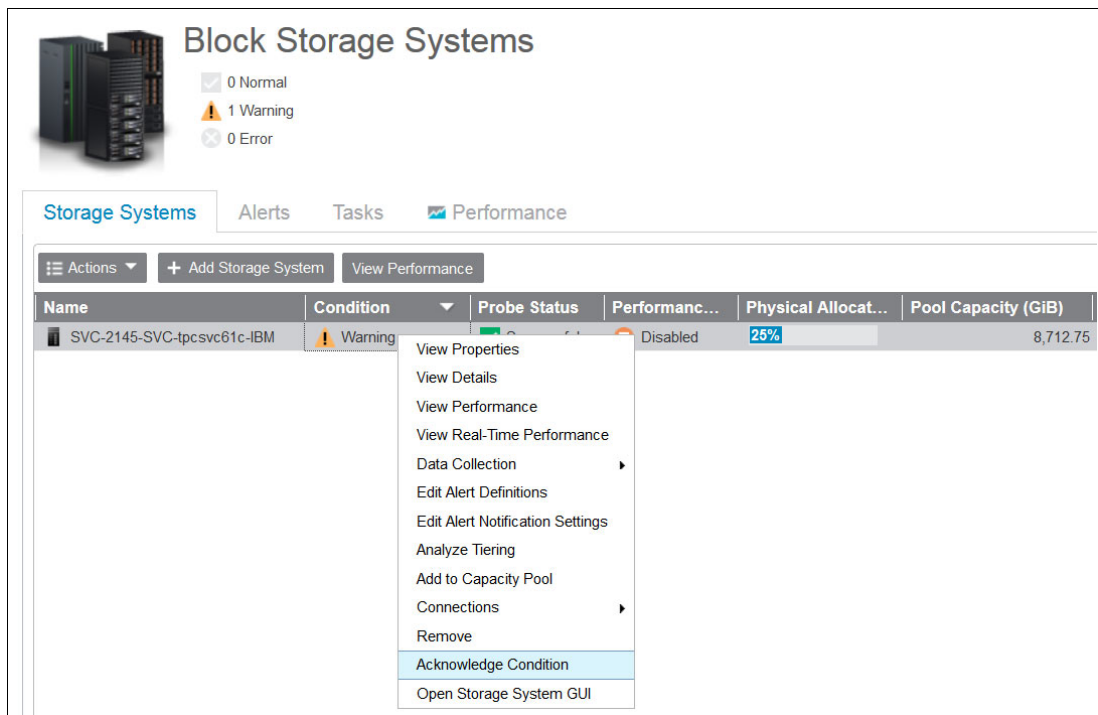 Block Storage Systems
0 Normal
1 Warning
0 Error
Storage Systems Alerts Tasks Performance
Actions + Add Storage System View Performance
Name Condition Probe Status Performanc... Physical Allocat... Pool Capacity (GiB)
SVC-2145-SVC-tpcsvc61c-IBM Warning Disabled 25% 8,712.75
View Properties
View Details
View Performance
View Real-Time Performance
Data Collection
Edit Alert Definitions
Edit Alert Notification Settings
Analyze Tiering
Add to Capacity Pool
Connections
Remove
Acknowledge Condition
Open Storage System GUI